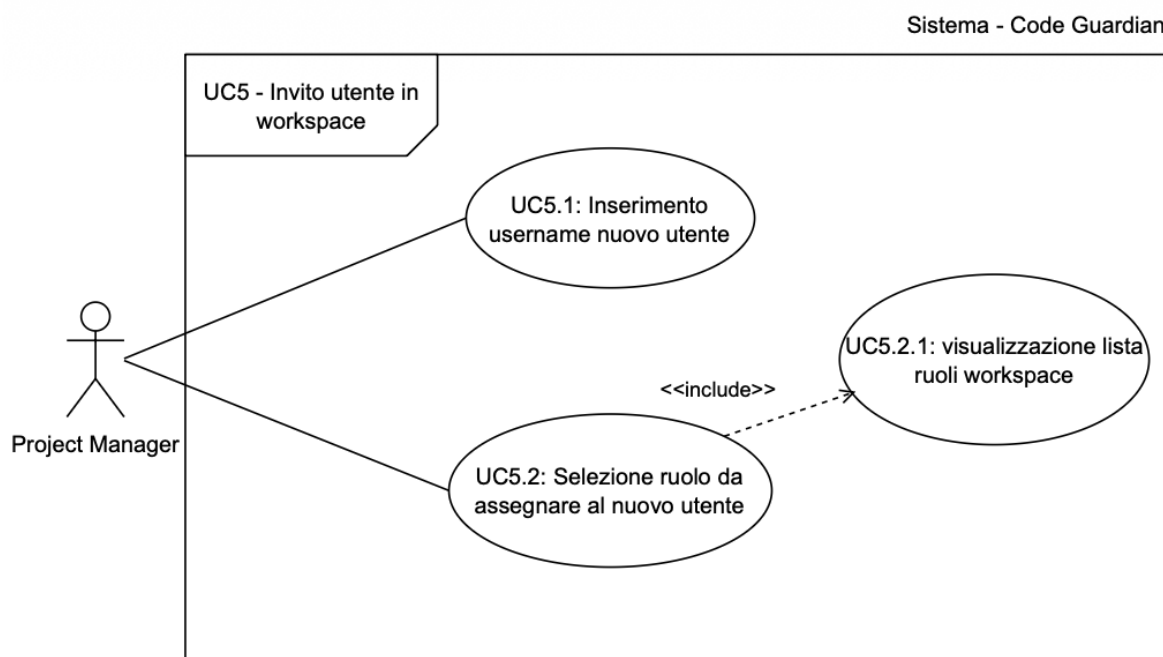 Sistema - Code Guardian
UC5 - Invito utente in
workspace
UC5.1: Inserimento
username nuovo utente
UC5.2.1: visualizzazione lista
ruoli workspace
<<include>>
Project Manager
UC5.2: Selezione ruolo da
assegnare al nuovo utente